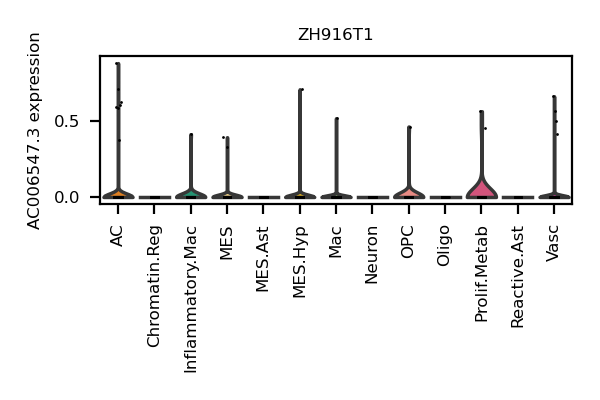 ZH916T1
AC006547.3 expression
0.5
0.0
AC
Chromatin.Reg
Inflammatory.Mac
MES
MES.Ast
MES.Hyp
Mac
Neuron
OPC
Oligo
Prolif.Metab
Reactive.Ast
Vasc